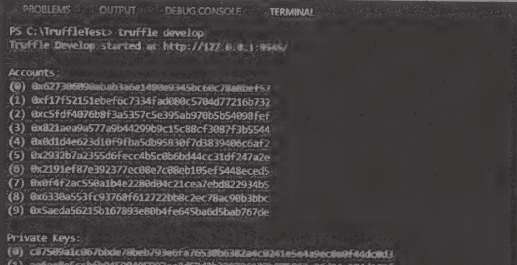 PROBLEMS OUTPUT DEBUG CONSOLE TERMINAL
PS C:\TruffleTest> truffle develop
Truffle Develop started at http://127.0.0.1:9545/
Accounts:
(0)
(1) 0xf17f52151ebef6c7334fad080c5704d77216b732
(2) 0xc5fdf4076b8f3a5357c5e395ab970b5b54098fef
(3) 0x821aea9a577a9b44299b9c15c88cf3087f3b5544
(4) 0x0d1d4e623d10f9fba5db95830f7d3839406c6af2
(5) 0x2932b7a2355d6fecc4b5c0b6bd44cc31df247a2e
(6) 0x2191ef87e392377ec08e7c08eb105ef5448eced5
(7) 0x0f4f2ac550a1b4e2280d04c21cea7ebd822934b5
(8) 0x6330a553fc93768f612722bb8c2ec78ac90b3bbc
(9) 0x5aeda56215b167893e80b4fe645ba6d5bab767de
Private Keys:
(0)